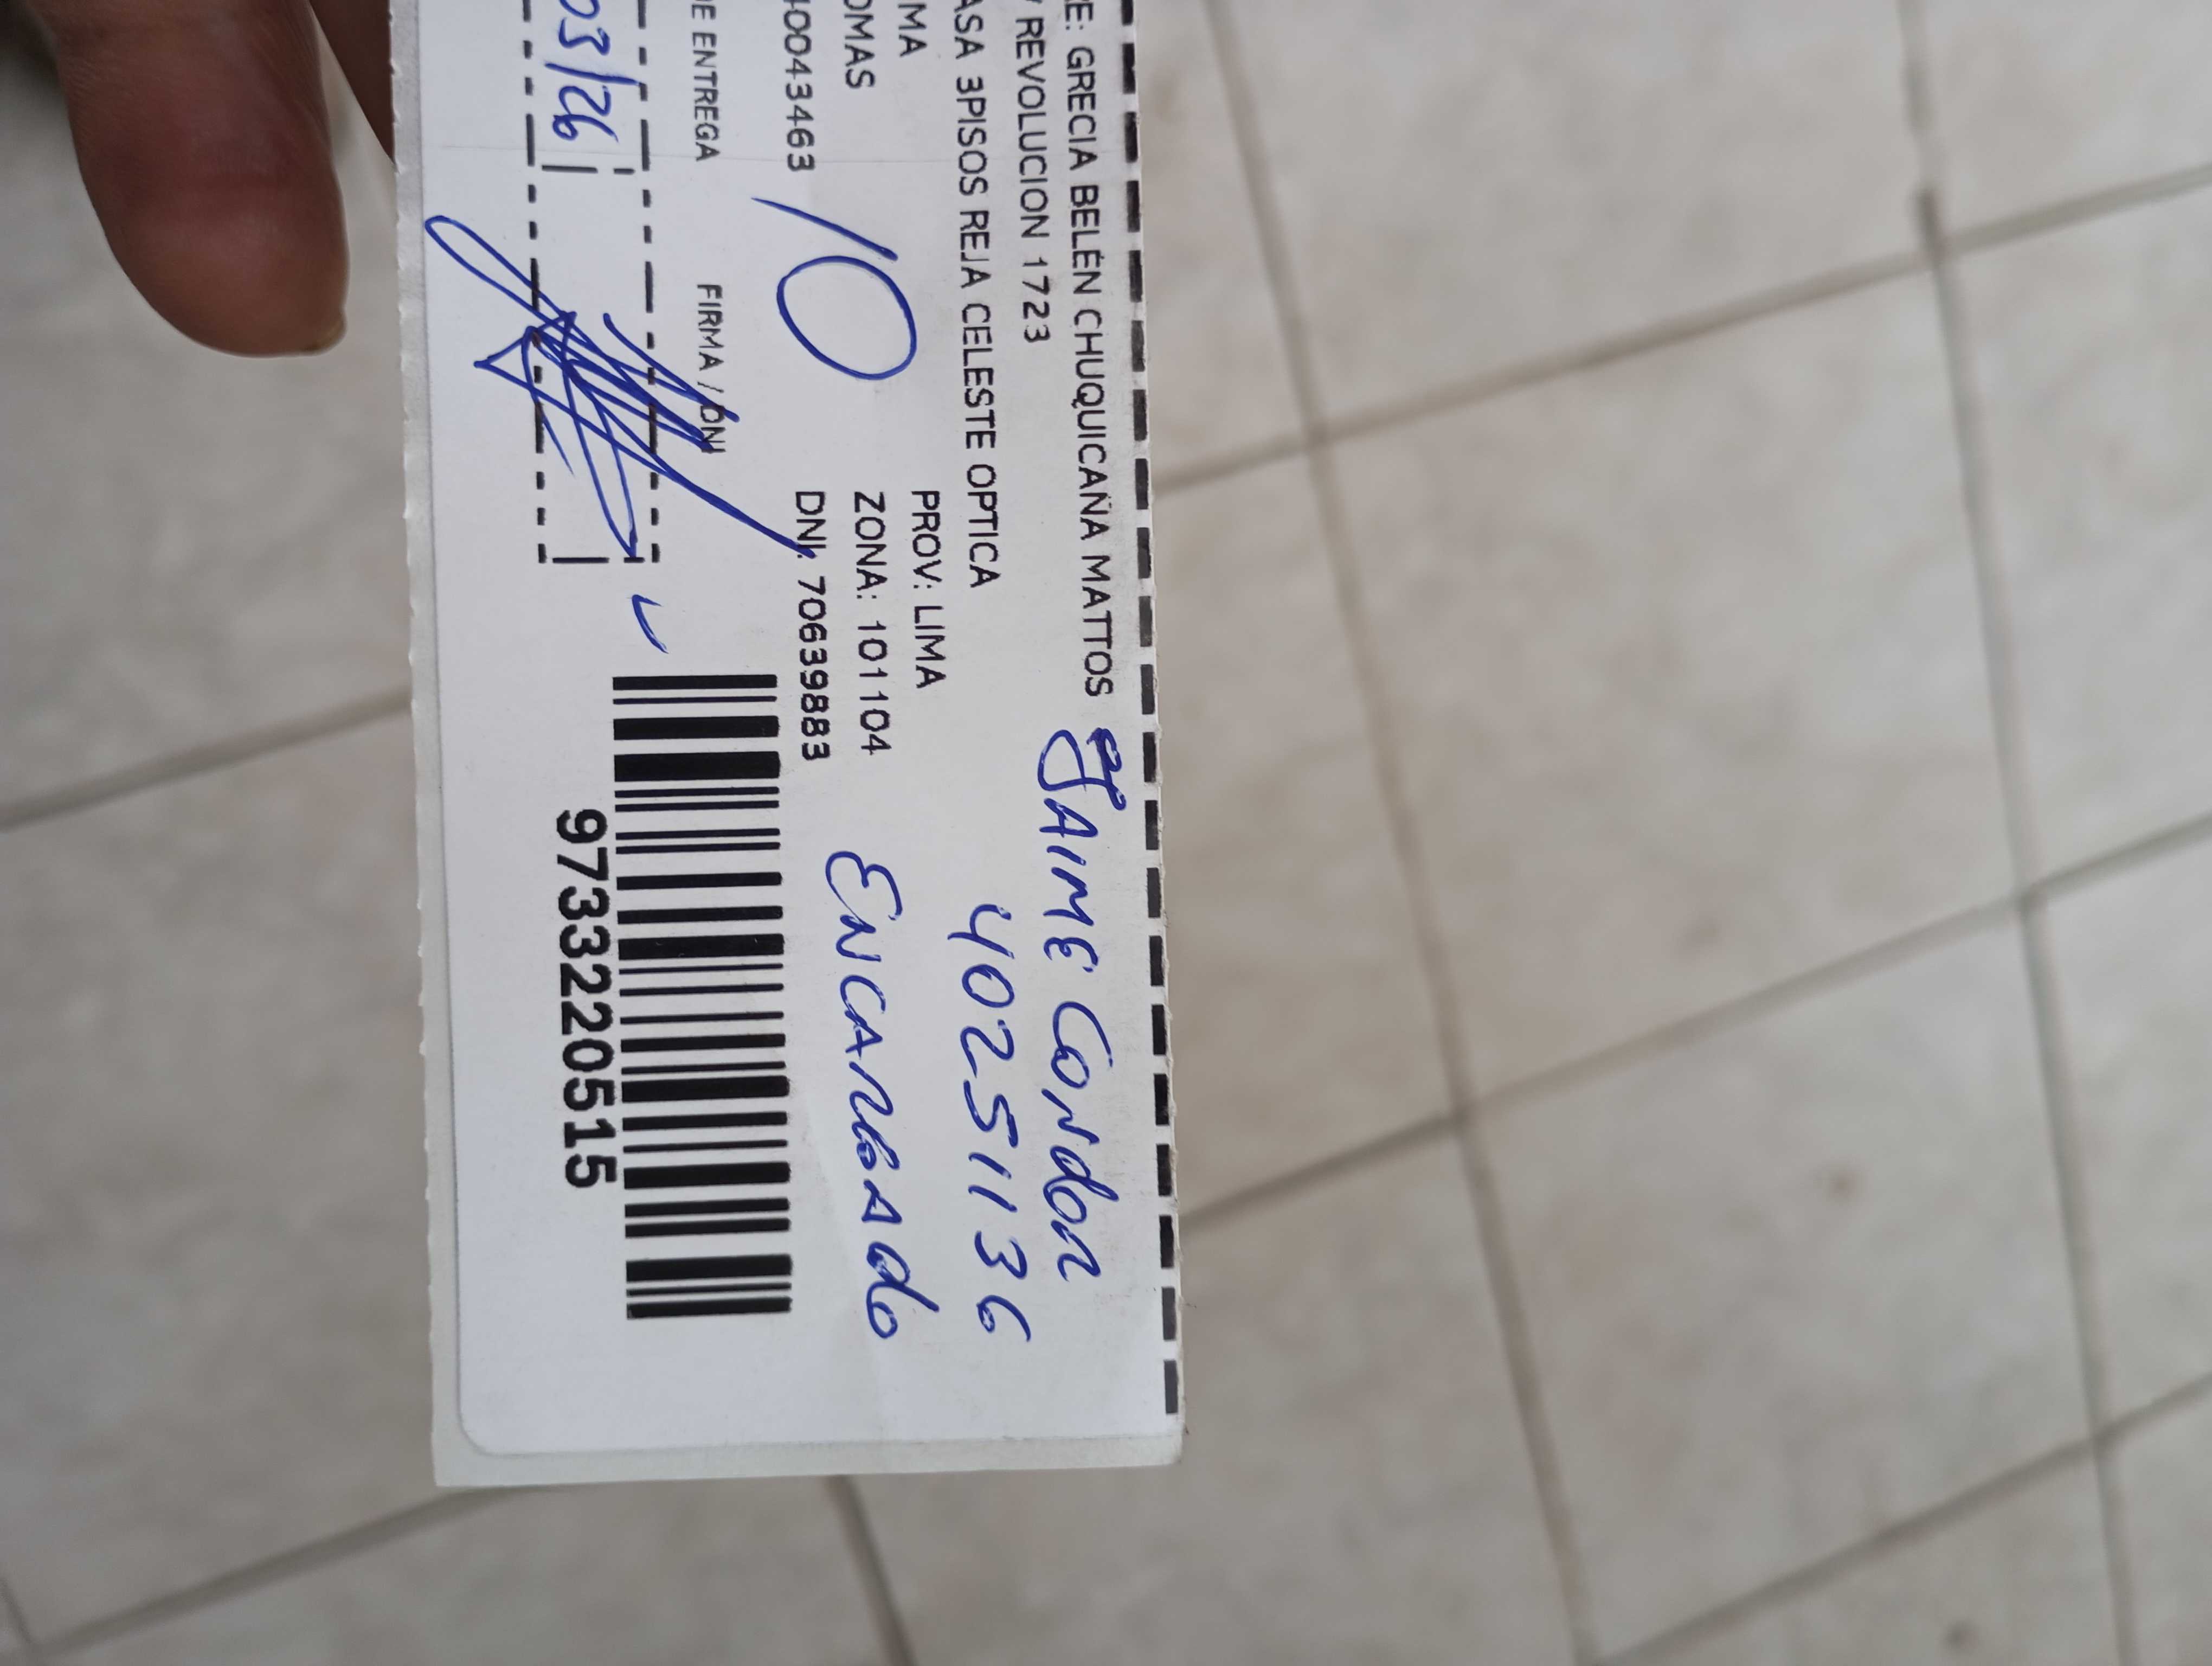 E: GRECIA BELÉN CHUQUICAÑA MATTOS JAIME CONDOR
REVOLUCION 1723
ASA 3PISOS REJA CELESTE OPTICA 40251136
MA PROV: LIMA
OMAS ZONA: 101104 ENCARGADO
40043463 10 DNI. 70639883
E ENTREGA FIRMA / DNI
03/26
9733220515